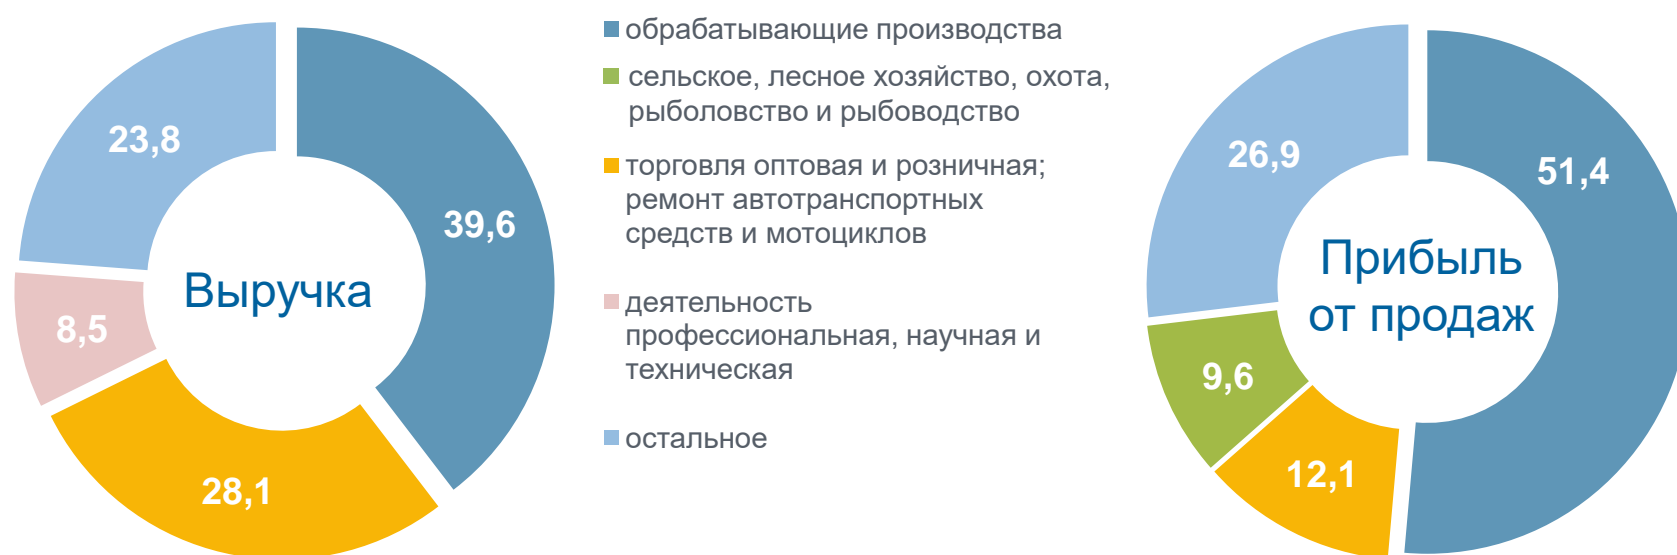 23,8
39,6
Выручка
8,5
28,1
обрабатывающие производства
сельское, лесное хозяйство, охота,
рыболовство и рыбоводство
торговля оптовая и розничная;
ремонт автотранспортных
средств и мотоциклов
деятельность
профессиональная, научная и
техническая
остальное
26,9
51,4
Прибыль
от продаж
9,6
12,1